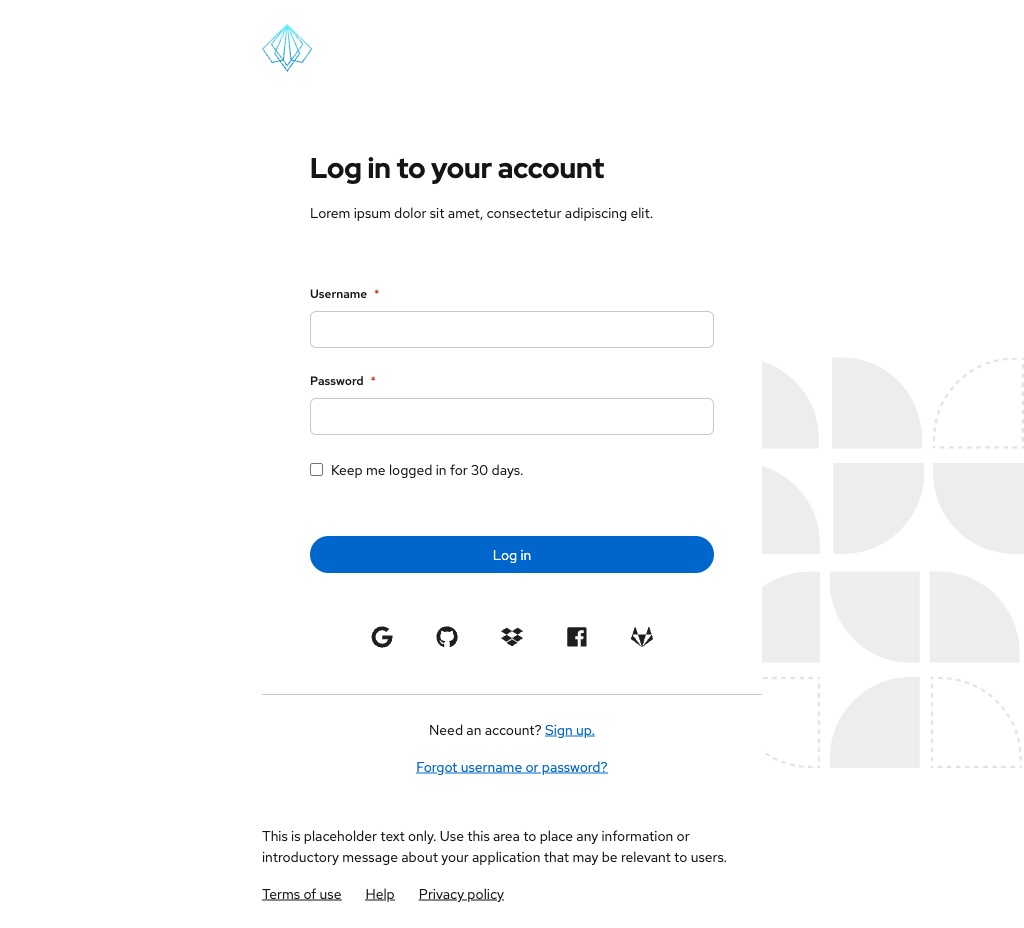 Log in to your account
Lorem ipsum dolor sit amet, consectetur adipiscing elit.
Username *
Password *
Keep me logged in for 30 days.
Log in
Need an account? Sign up.
Forgot username or password?
This is placeholder text only. Use this area to place any information or
introductory message about your application that may be relevant to users.
Terms of use Help Privacy policy